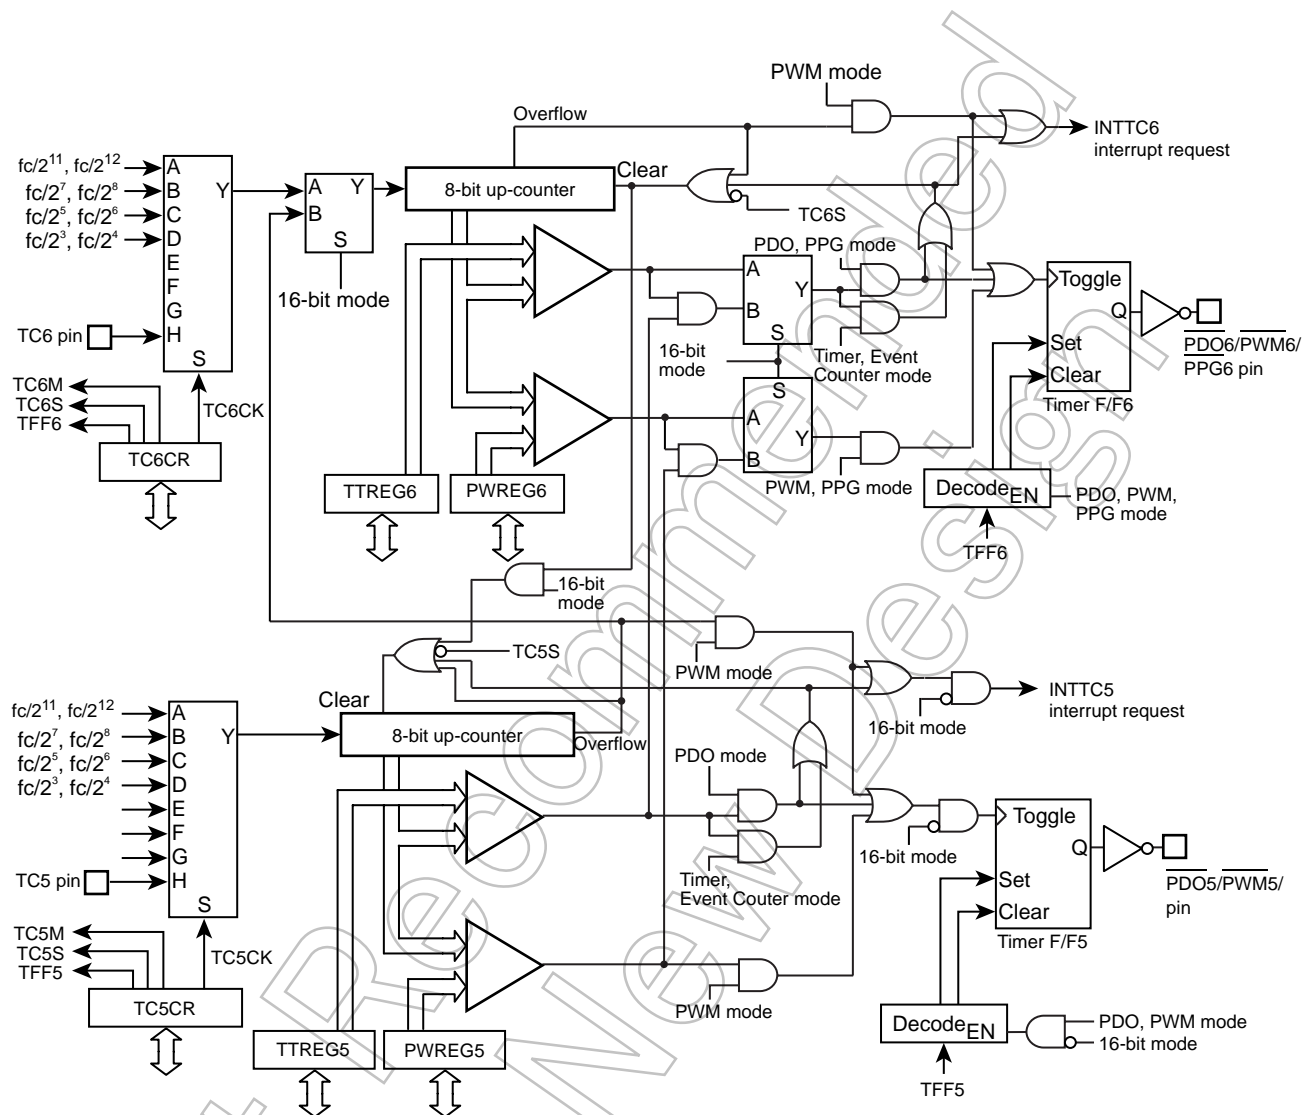 PWM mode
Overflow
INTTC6
interrupt request
fc/2¹¹, fc/2¹²
fc/2⁷, fc/2⁸
fc/2⁵, fc/2⁶
fc/2³, fc/2⁴
A
B
C
D
E
F
G
H
Y
S
TC6 pin
A
B
Y
S
16-bit mode
8-bit up-counter
Clear
TC6S
PDO, PPG mode
A
B
Y
S
16-bit
mode
Timer, Event
Counter mode
S
A
B
Y
PWM, PPG mode
Toggle
Q
Set
Clear
Timer F/F6
PDO6/PWM6/
PPG6 pin
TC6M
TC6S
TFF6
TC6CK
TC6CR
TTREG6
PWREG6
Decode EN
PDO, PWM,
PPG mode
TFF6
16-bit
mode
TC5S
PWM mode
INTTC5
interrupt request
16-bit mode
Clear
fc/2¹¹, fc/2¹²
fc/2⁷, fc/2⁸
fc/2⁵, fc/2⁶
fc/2³, fc/2⁴
A
B
C
D
E
F
G
H
Y
S
TC5 pin
8-bit up-counter
Overflow
PDO mode
Timer,
Event Couter mode
16-bit mode
Toggle
Q
Set
Clear
Timer F/F5
PDO5/PWM5/
pin
TC5M
TC5S
TFF5
TC5CK
TC5CR
PWM mode
TTREG5
PWREG5
Decode EN
PDO, PWM mode
16-bit mode
TFF5
Recommended
New Design